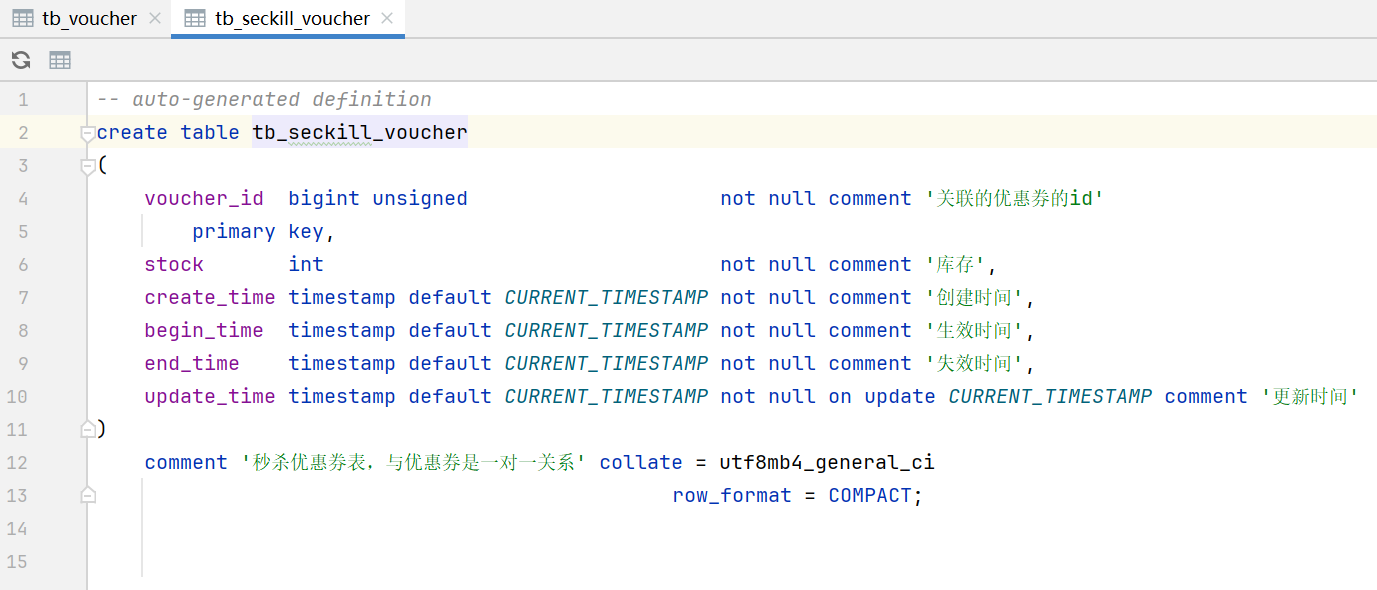 tb_voucher tb_seckill_voucher
1 -- auto-generated definition
2 create table tb_seckill_voucher
3 (
4 voucher_id bigint unsigned not null comment '关联的优惠券的id'
5 primary key,
6 stock int not null comment '库存',
7 create_time timestamp default CURRENT_TIMESTAMP not null comment '创建时间',
8 begin_time timestamp default CURRENT_TIMESTAMP not null comment '生效时间',
9 end_time timestamp default CURRENT_TIMESTAMP not null comment '失效时间',
10 update_time timestamp default CURRENT_TIMESTAMP not null on update CURRENT_TIMESTAMP comment '更新时间'
11 )
12 comment '秒杀优惠券表，与优惠券是一对一关系' collate = utf8mb4_general_ci
13 row_format = COMPACT;
14
15